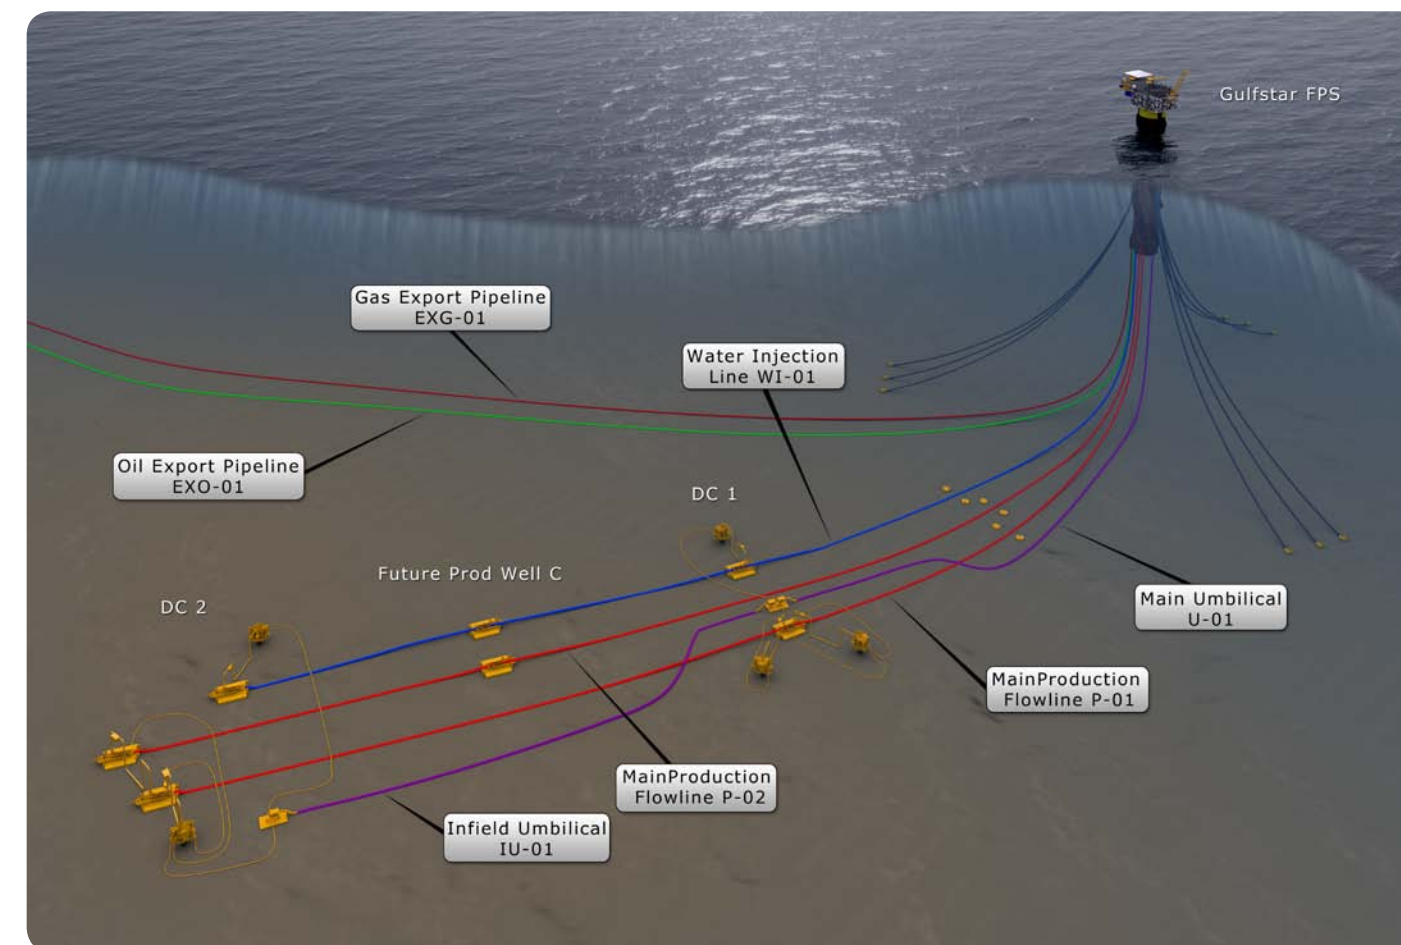 Gulfstar FPS
Gas Export Pipeline
EXG-01
Water Injection
Line WI-01
Oil Export Pipeline
EXO-01
DC 1
Future Prod Well C
DC 2
Main Umbilical
U-01
MainProduction
Flowline P-01
MainProduction
Flowline P-02
Infield Umbilical
IU-01